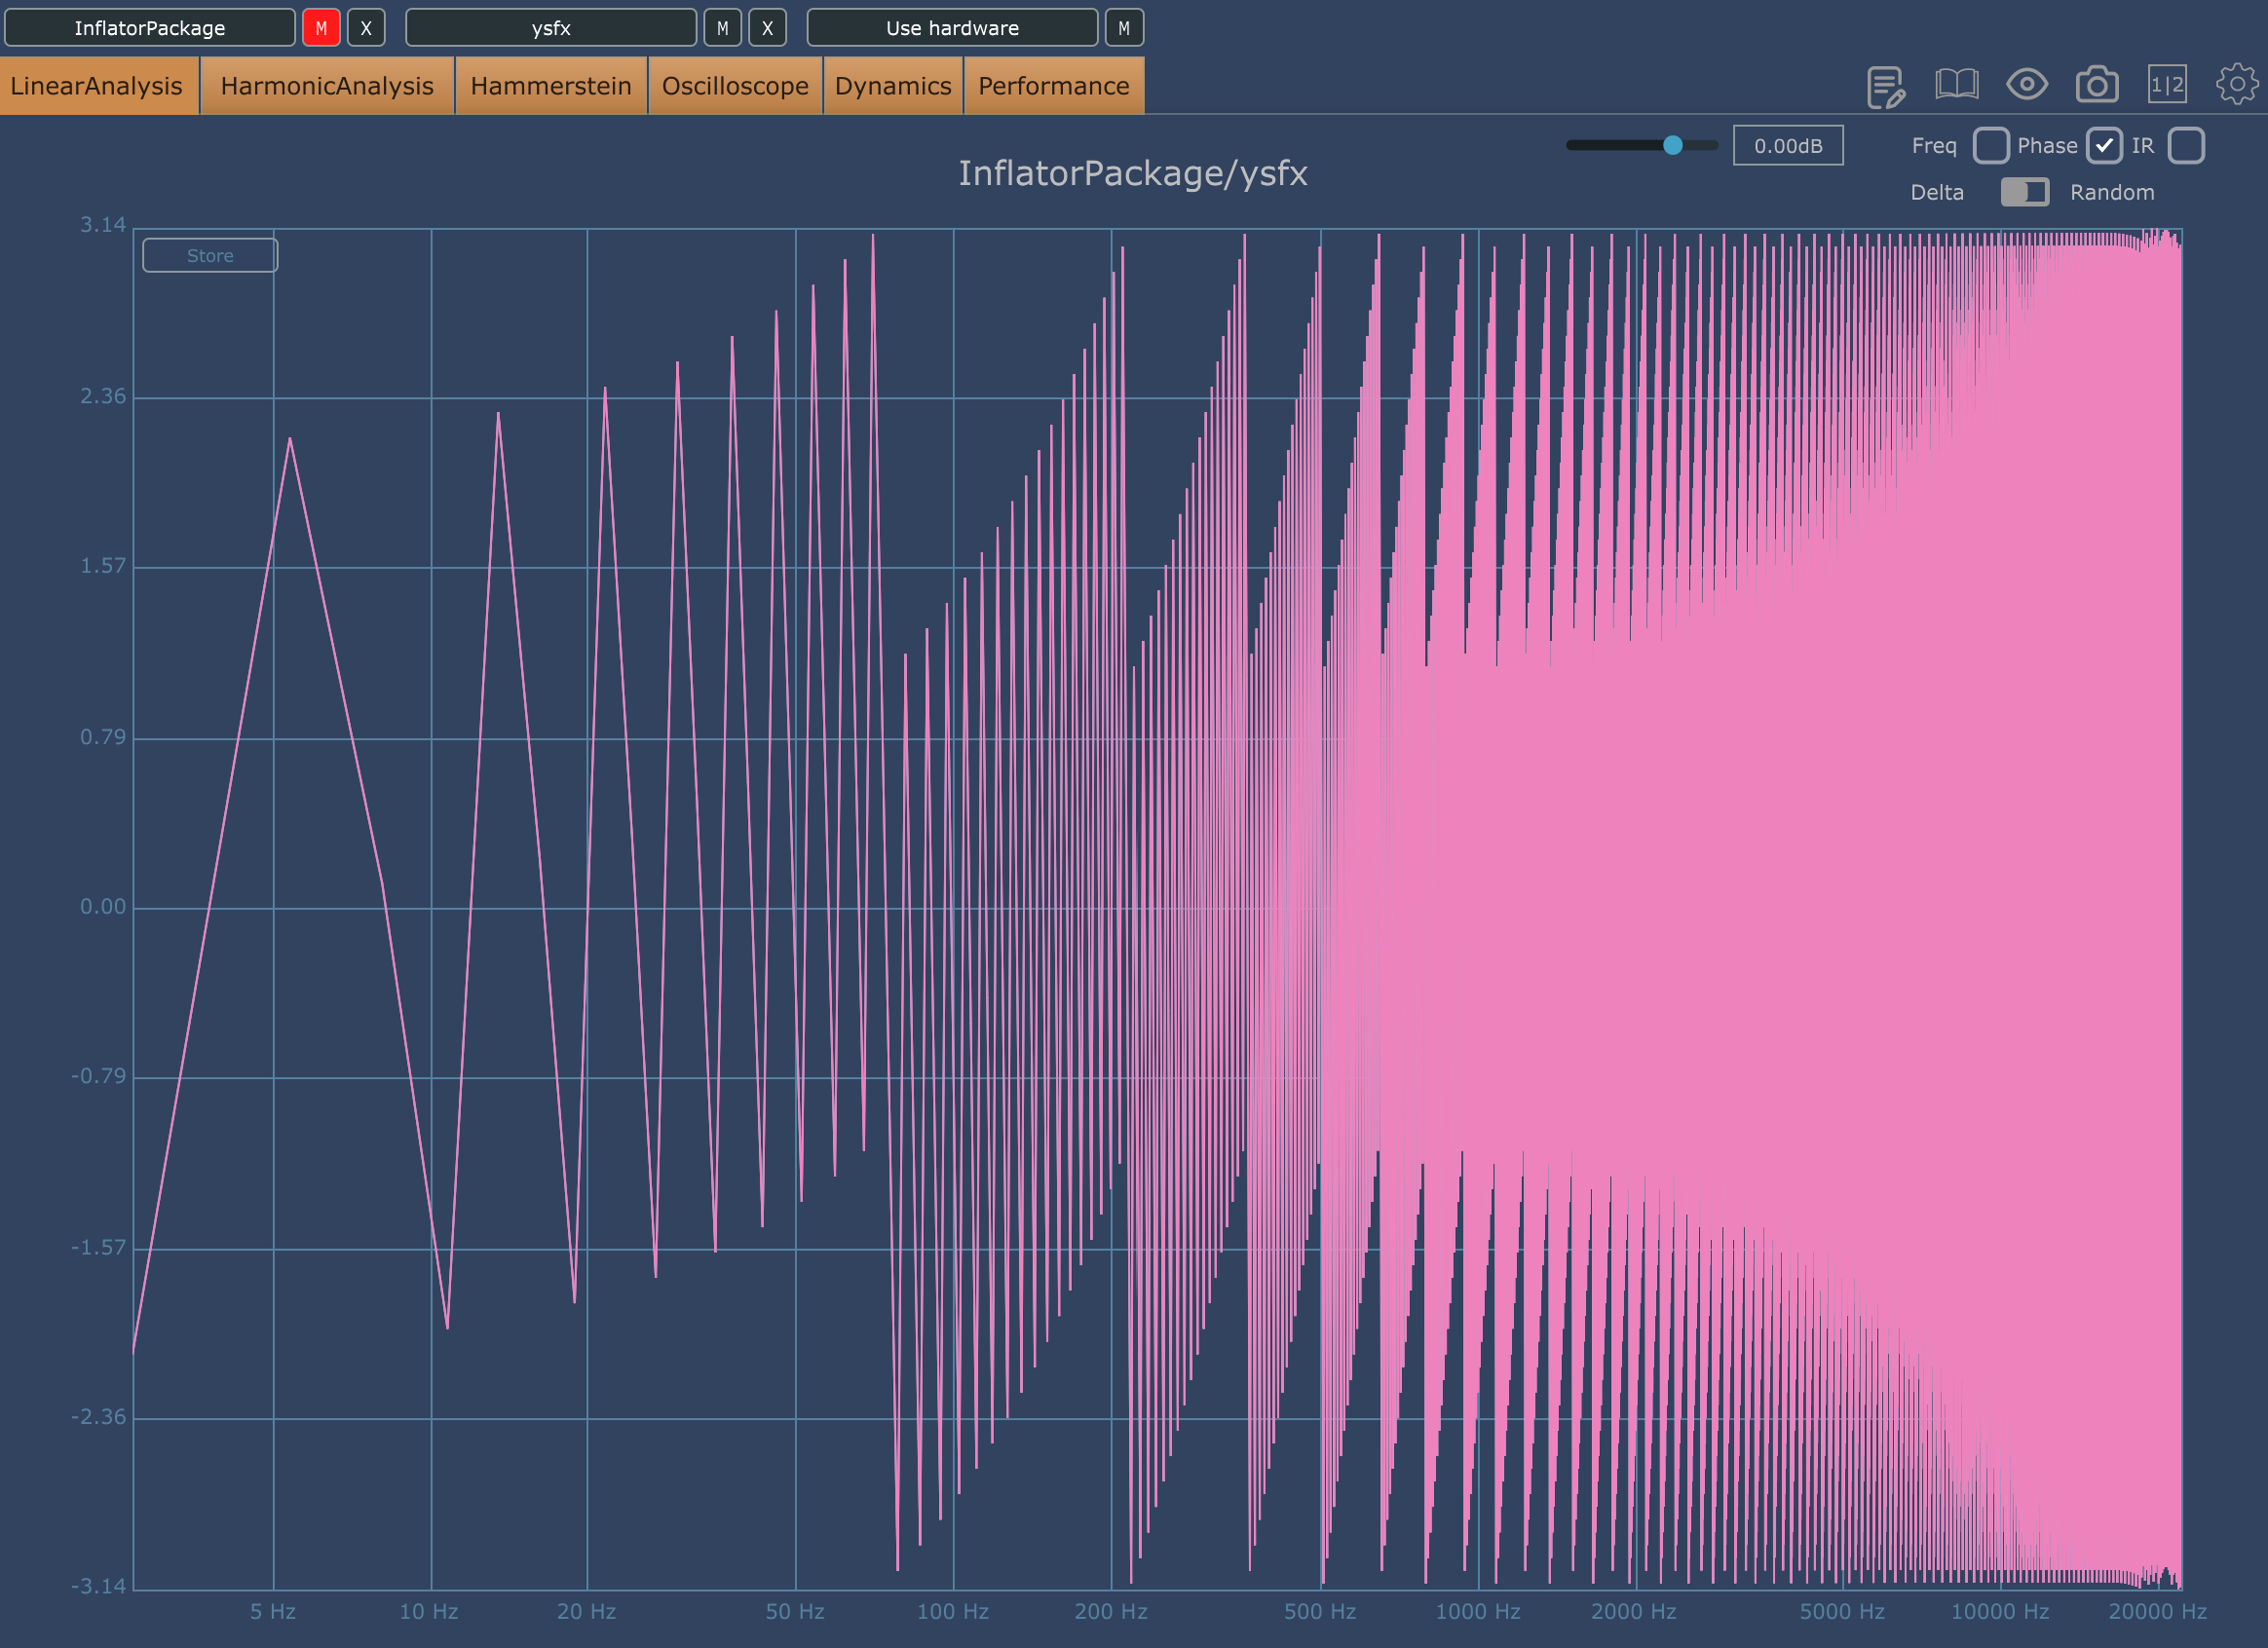 InflatorPackage M X ysfx M X Use hardware M
LinearAnalysis HarmonicAnalysis Hammerstein Oscilloscope Dynamics Performance 1|2
0.00dB Freq Phase IR
InflatorPackage/ysfx
Delta Random
3.14
Store
2.36
1.57
0.79
0.00
-0.79
-1.57
-2.36
-3.14
5 Hz 10 Hz 20 Hz 50 Hz 100 Hz 200 Hz 500 Hz 1000 Hz 2000 Hz 5000 Hz 10000 Hz 20000 Hz